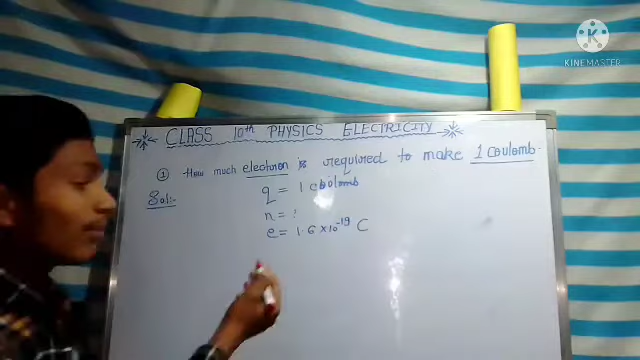 KINEMASTER
CLASS 10th PHYSICS ELECTRICITY
① How much electron is required to make 1 Coulomb.
Sol:-
q = 1 coulomb
n = ?
e = 1.6 × 10⁻¹⁹ C